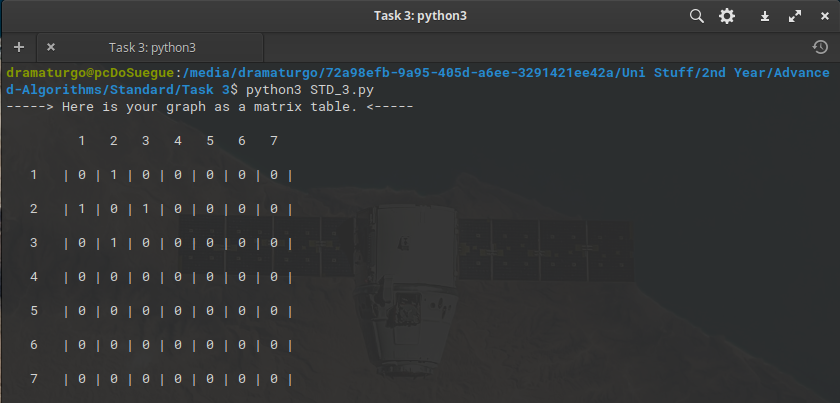 Task 3: python3
Task 3: python3
dramaturgo@pcDoSuegue:/media/dramaturgo/72a98efb-9a95-405d-a6ee-3291421ee42a/Uni Stuff/2nd Year/Advance
d-Algorithms/Standard/Task 3$ python3 STD_3.py
-----> Here is your graph as a matrix table. <-----
1 2 3 4 5 6 7
1 | 0 | 1 | 0 | 0 | 0 | 0 | 0 |
2 | 1 | 0 | 1 | 0 | 0 | 0 | 0 |
3 | 0 | 1 | 0 | 0 | 0 | 0 | 0 |
4 | 0 | 0 | 0 | 0 | 0 | 0 | 0 |
5 | 0 | 0 | 0 | 0 | 0 | 0 | 0 |
6 | 0 | 0 | 0 | 0 | 0 | 0 | 0 |
7 | 0 | 0 | 0 | 0 | 0 | 0 | 0 |